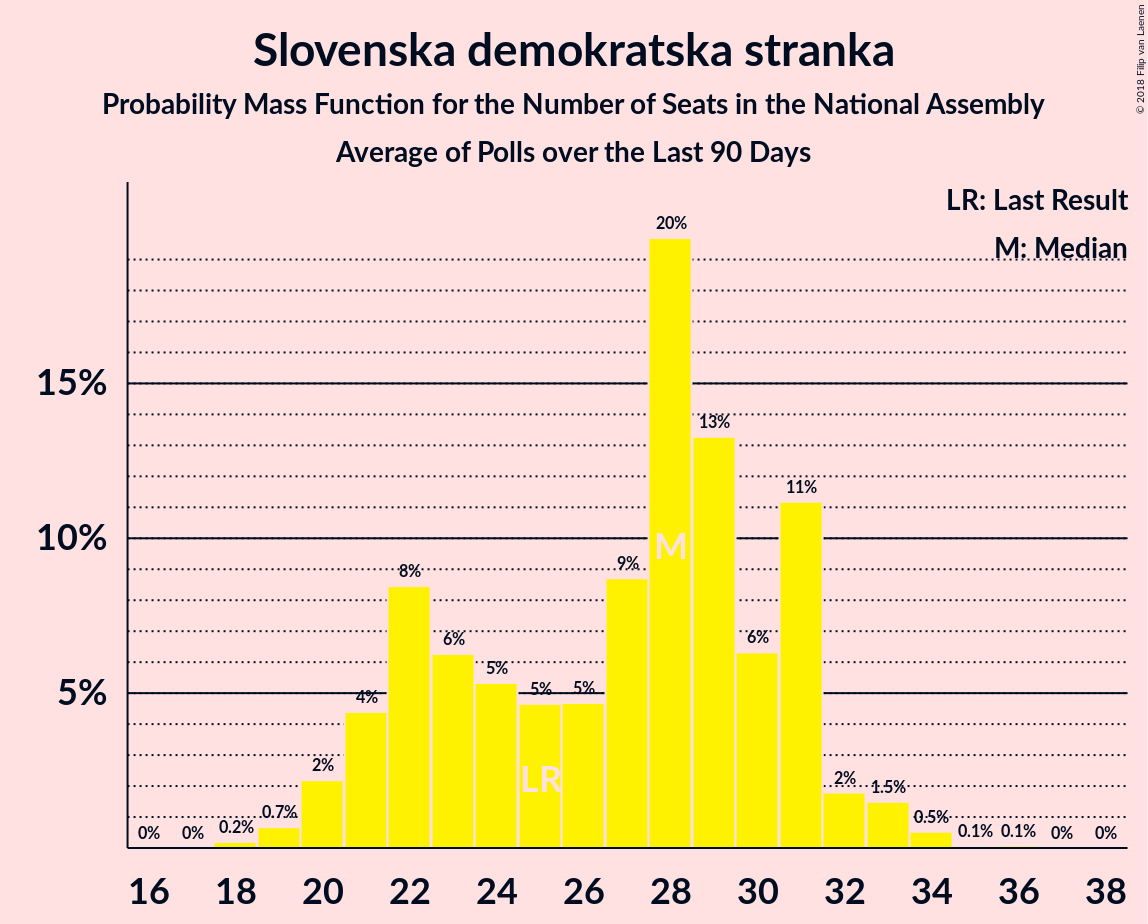 Slovenska demokratska stranka
Probability Mass Function for the Number of Seats in the National Assembly
Average of Polls over the Last 90 Days
© 2018 Filip van Laenen
LR: Last Result
M: Median
15%
10%
5%
0%
0%
0.2%
0.7%
2%
4%
8%
6%
5%
5%
5%
9%
20%
13%
6%
11%
2%
1.5%
0.5%
0.1%
0.1%
0%
0%
LR
M
16 18 20 22 24 26 28 30 32 34 36 38